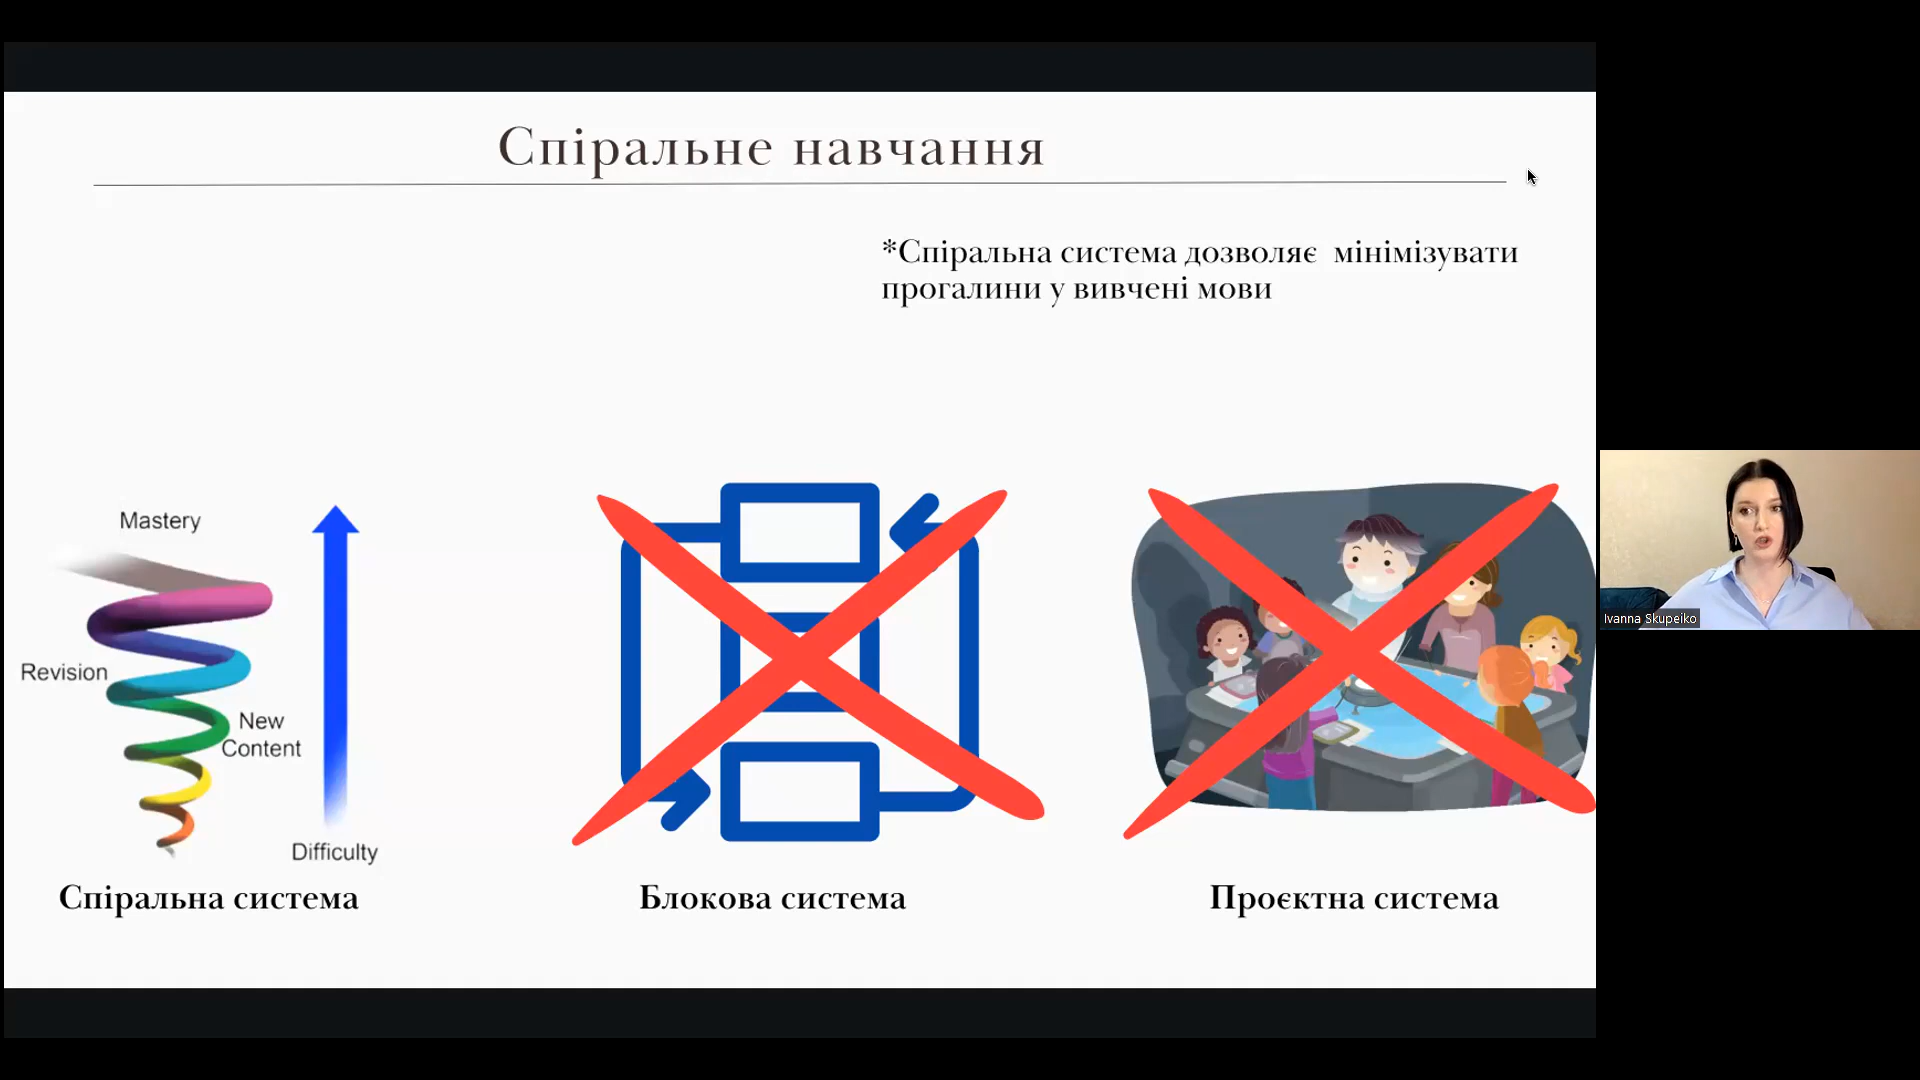 Спіральне навчання
*Спіральна система дозволяє мінімізувати
прогалини у вивчені мови
Mastery
Revision
New
Content
Difficulty
Спіральна система
Блокова система
Проєктна система
Ivanna Skupeiko